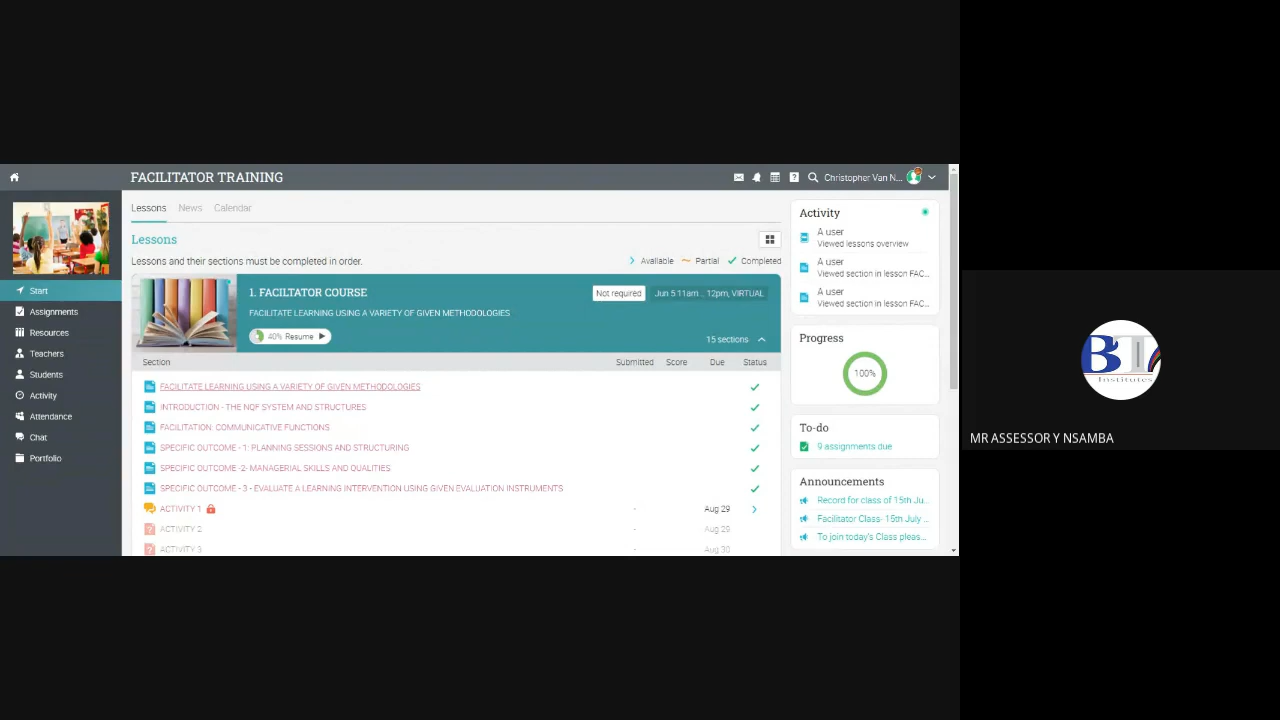 FACILITATOR TRAINING
Christopher Van N...
Start
Assignments
Resources
Teachers
Students
Activity
Attendance
Chat
Portfolio
Lessons News Calendar
Lessons
Lessons and their sections must be completed in order.
Available Partial Completed
1. FACILTATOR COURSE
Not required
Jun 5 11am... 12pm, VIRTUAL
FACILITATE LEARNING USING A VARIETY OF GIVEN METHODOLOGIES
40% Resume
15 sections
Section Submitted Score Due Status
FACILITATE LEARNING USING A VARIETY OF GIVEN METHODOLOGIES
INTRODUCTION - THE NQF SYSTEM AND STRUCTURES
FACILITATION: COMMUNICATIVE FUNCTIONS
SPECIFIC OUTCOME - 1: PLANNING SESSIONS AND STRUCTURING
SPECIFIC OUTCOME -2- MANAGERIAL SKILLS AND QUALITIES
SPECIFIC OUTCOME - 3 - EVALUATE A LEARNING INTERVENTION USING GIVEN EVALUATION INSTRUMENTS
ACTIVITY 1 - Aug 29
ACTIVITY 2 - Aug 29
ACTIVITY 3 - Aug 30
Activity
A user
Viewed lessons overview
A user
Viewed section in lesson FAC...
A user
Viewed section in lesson FAC...
Progress
100%
To-do
9 assignments due
Announcements
Record for class of 15th Ju...
Facilitator Class- 15th July ...
To join today's Class pleas...
BTI
Institutes
MR ASSESSOR Y NSAMBA